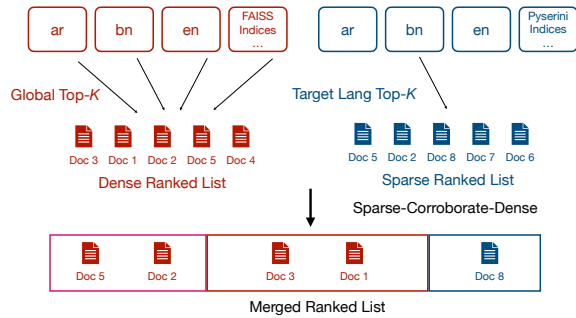 ar bn en FAISS Indices ...
ar bn en Pyserini Indices ...
Global Top-K
Target Lang Top-K
Doc 3 Doc 1 Doc 2 Doc 5 Doc 4
Doc 5 Doc 2 Doc 8 Doc 7 Doc 6
Dense Ranked List
Sparse Ranked List
Sparse-Corroborate-Dense
Doc 5 Doc 2 Doc 3 Doc 1 Doc 8
Merged Ranked List